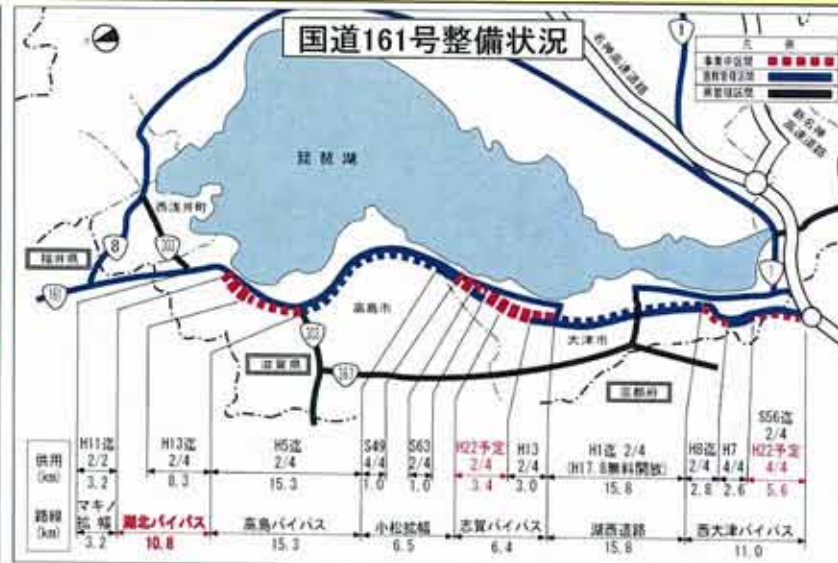 国道161号整備状況
凡 例
事業中区間
直轄管理区間
県管理区間
名神高速道路
新名神
高速道路
1
琵琶湖
西浅井町
8
303
福井県
161
高島市
303
滋賀県
367
大津市
京都府
1
供用
(km)
H11迄
2/2
3.2
H13迄
2/4
8.3
H5迄
2/4
15.3
S49
4/4
1.0
S63
2/4
1.0
H22予定
2/4
3.4
H13
2/4
3.0
H1迄 2/4
(H17.8無料開放)
15.8
H8迄
2/4
2.8
H7
4/4
2.6
S56迄
2/4
H22予定
4/4
5.6
路線
(km)
マキノ
拡幅
3.2
湖北バイパス
10.8
高島バイパス
15.3
小松拡幅
6.5
志賀バイパス
6.4
湖西道路
15.8
西大津バイパス
11.0